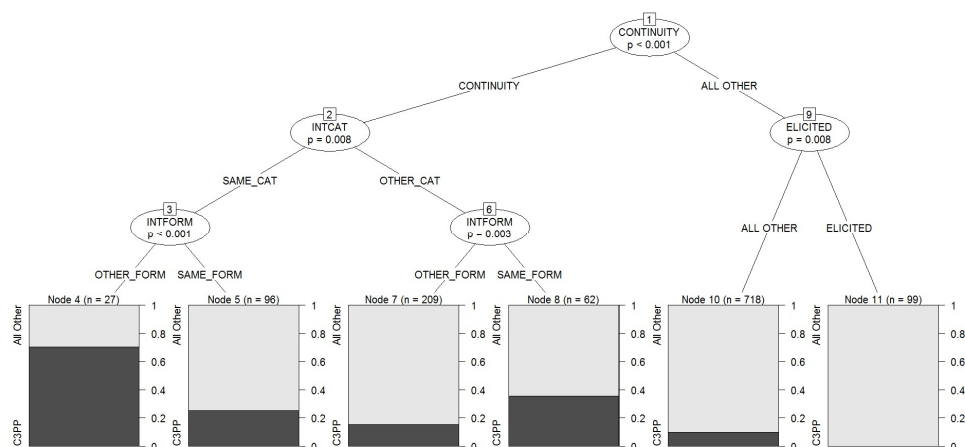 1
CONTINUITY
p < 0.001
CONTINUITY
ALL OTHER
2
INTCAT
p = 0.008
9
ELICITED
p = 0.008
SAME_CAT
OTHER_CAT
3
INTFORM
p < 0.001
6
INTFORM
p = 0.003
ALL OTHER
ELICITED
OTHER_FORM
SAME_FORM
OTHER_FORM
SAME_FORM
Node 4 (n = 27)
All Other
C3PP
1
0.8
0.6
0.4
0.2
0
Node 5 (n = 96)
All Other
C3PP
1
0.8
0.6
0.4
0.2
0
Node 7 (n = 209)
All Other
C3PP
1
0.8
0.6
0.4
0.2
0
Node 8 (n = 62)
All Other
C3PP
1
0.8
0.6
0.4
0.2
0
Node 10 (n = 718)
All Other
C3PP
1
0.8
0.6
0.4
0.2
0
Node 11 (n = 99)
All Other
C3PP
1
0.8
0.6
0.4
0.2
0